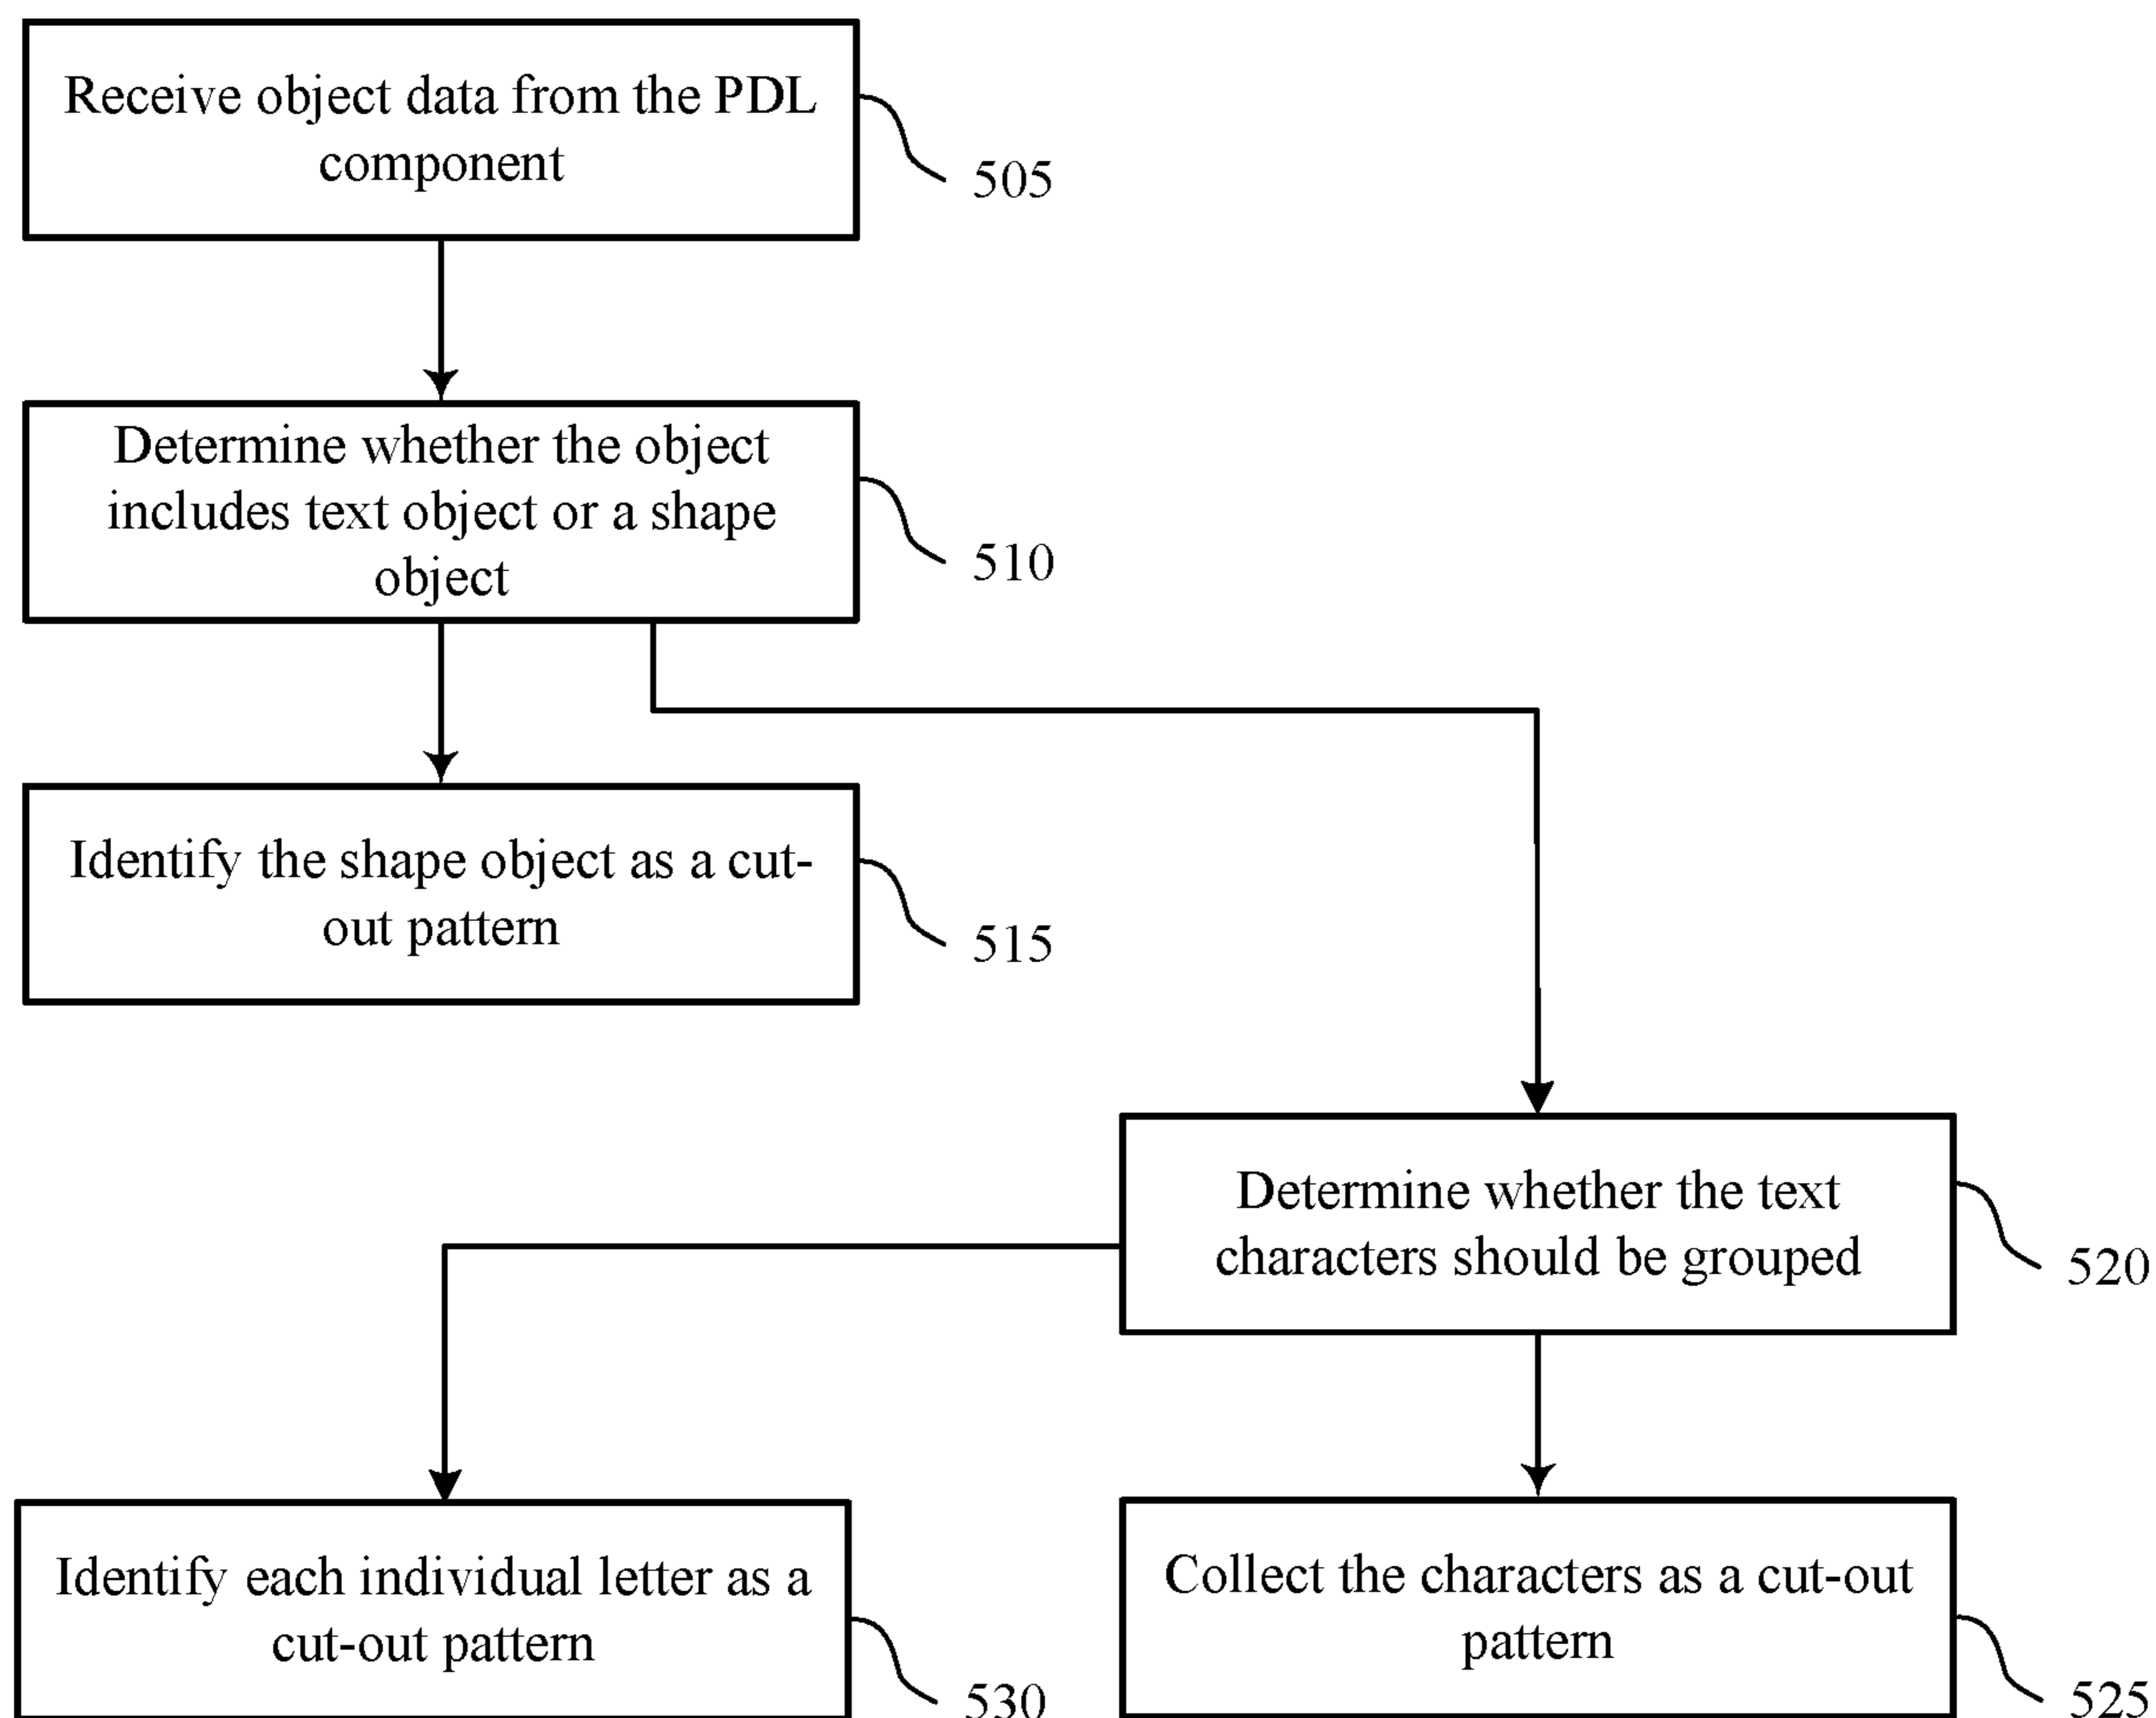 Receive object data from the PDL
component
505
Determine whether the object
includes text object or a shape
object
510
Identify the shape object as a cut-
out pattern
515
Determine whether the text
characters should be grouped
520
Identify each individual letter as a
cut-out pattern
530
Collect the characters as a cut-out
pattern
525